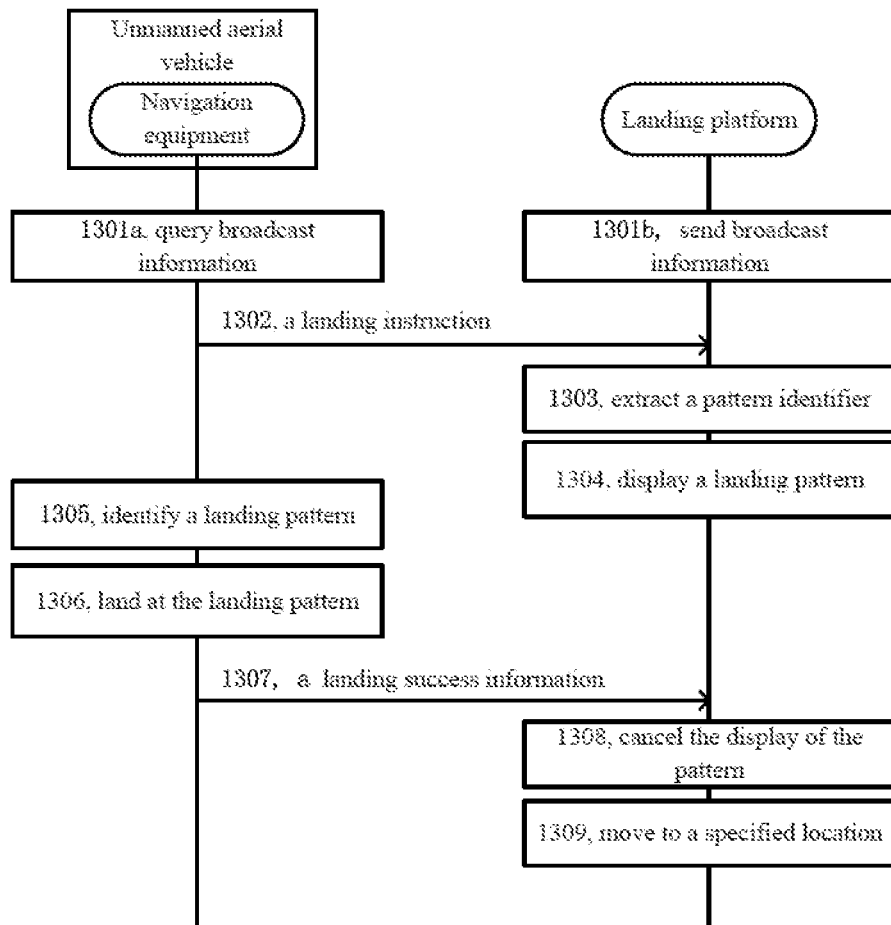 Unmanned aerial
vehicle
Navigation
equipment
Landing platform
1301a, query broadcast
information
1301b, send broadcast
information
1302, a landing instruction
1303, extract a pattern identifier
1304, display a landing pattern
1305, identify a landing pattern
1306, land at the landing pattern
1307, a landing success information
1308, cancel the display of the
pattern
1309, move to a specified location